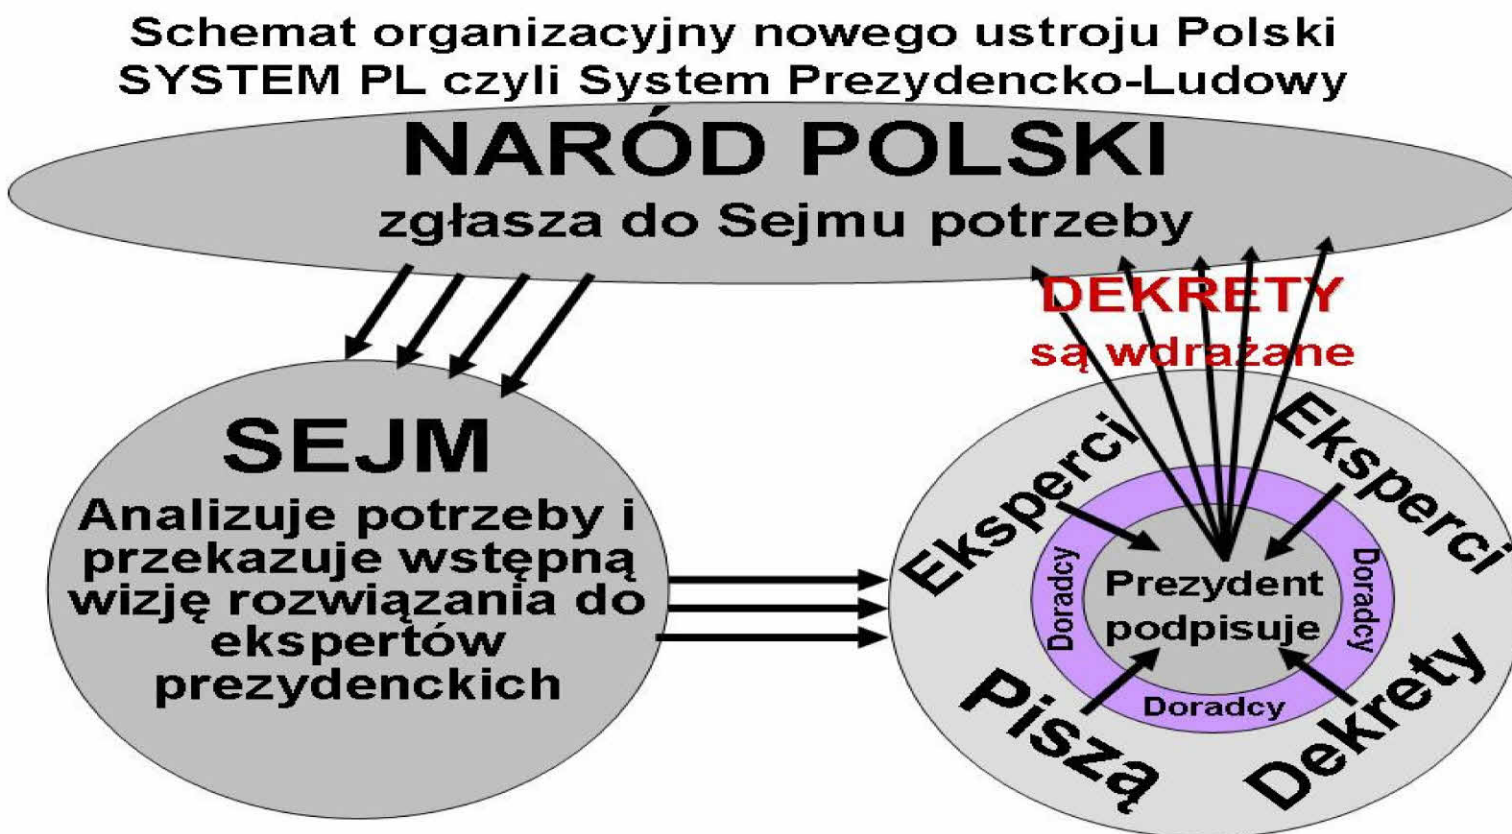 Schemat organizacyjny nowego ustroju Polski
SYSTEM PL czyli System Prezydencko-Ludowy
NARÓD POLSKI
zgłasza do Sejmu potrzeby
DEKRETY
są wdrażane
SEJM
Analizuje potrzeby i
przekazuje wstępną
wizję rozwiązania do
ekspertów
prezydenckich
Eksperci
Eksperci
Doradcy
Prezydent
podpisuje
Doradcy
Doradcy
Piszą
Dekrety